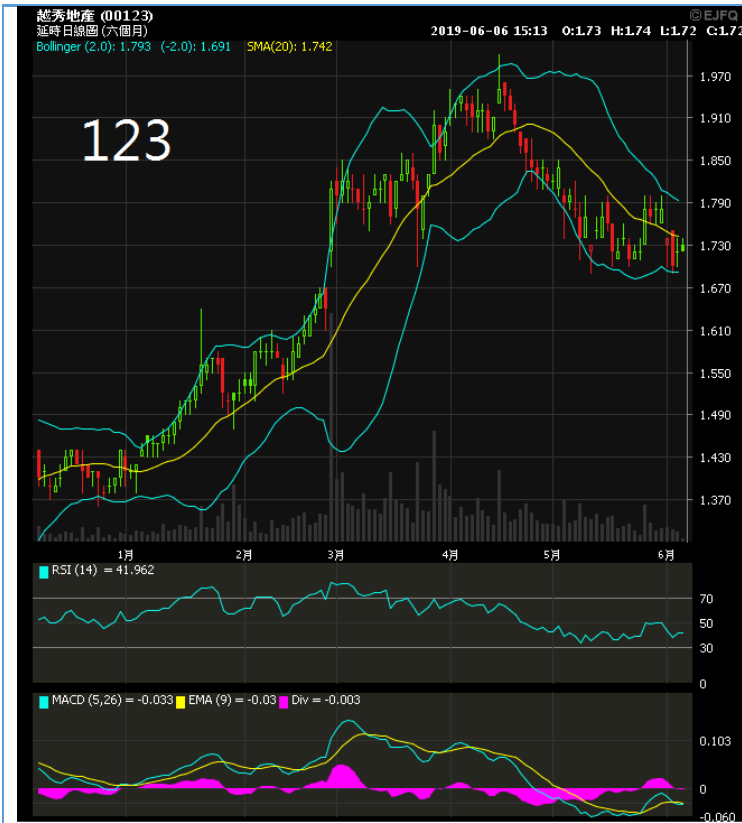 越秀地產 (00123)
©EJFQ
延時日線圖 (六個月)
2019-06-06 15:13 O:1.73 H:1.74 L:1.72 C:1.72
Bollinger (2.0): 1.793 (-2.0): 1.691 SMA(20): 1.742
1.970
123
1.910
1.850
1.790
1.730
1.670
1.610
1.550
1.490
1.430
1.370
1月 2月 3月 4月 5月 6月
RSI (14) = 41.962
70
50
30
0
MACD (5,26) = -0.033 EMA (9) = -0.03 Div = -0.003
0.103
0
-0.060